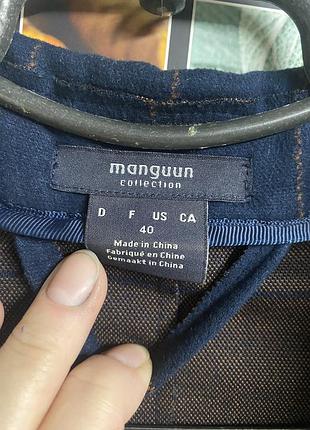 manguun
collection
D F US CA
40
Made in China
Fabriqué en Chine
Gemaakt in China